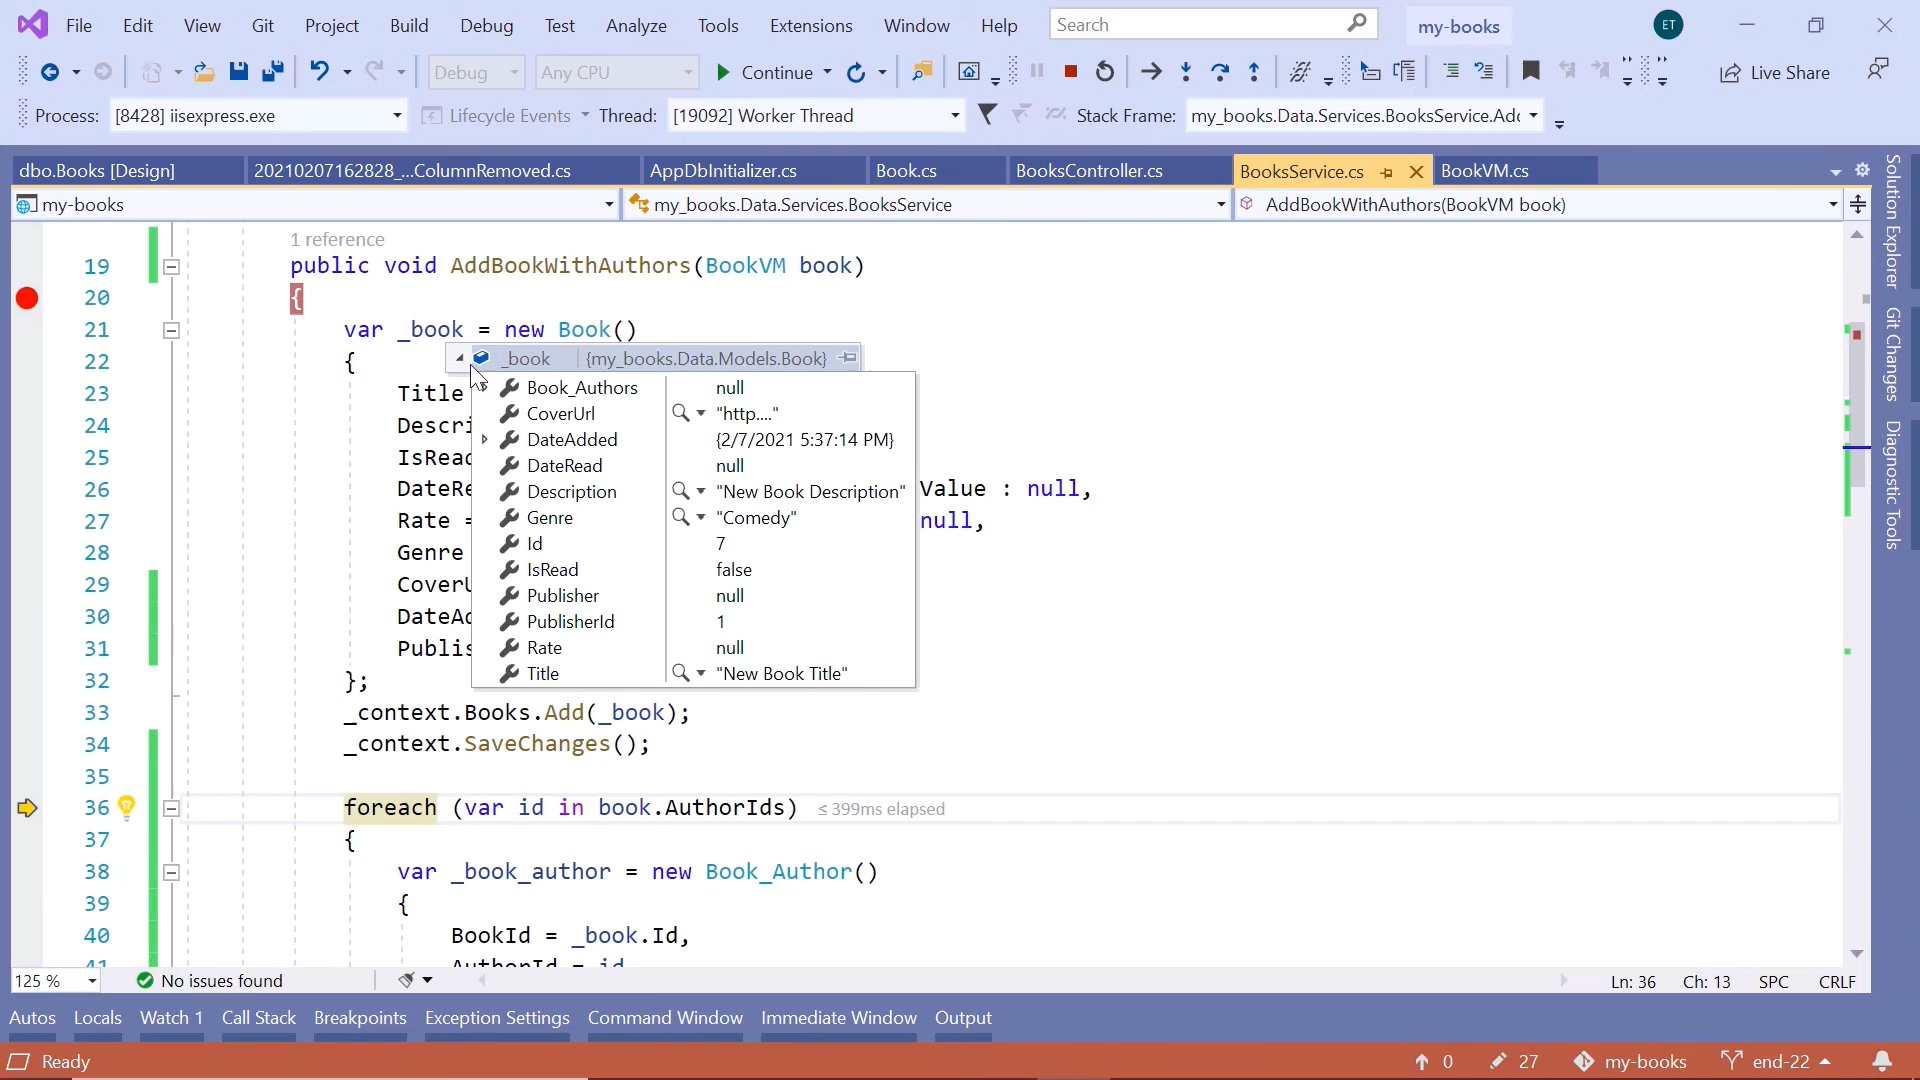 File Edit View Git Project Build Debug Test Analyze Tools Extensions Window Help Search my-books ET
Debug Any CPU Continue Live Share
Process: [8428] iisexpress.exe Lifecycle Events Thread: [19092] Worker Thread Stack Frame: my_books.Data.Services.BooksService.Adc
dbo.Books [Design] 20210207162828_...ColumnRemoved.cs AppDbInitializer.cs Book.cs BooksController.cs BooksService.cs BookVM.cs
my-books my_books.Data.Services.BooksService AddBookWithAuthors(BookVM book)
1 reference
19 public void AddBookWithAuthors(BookVM book)
20 {
21 var _book = new Book()
22 {
23 Title
24 Descri
25 IsRead
26 DateRe Value : null,
27 Rate = null,
28 Genre
29 CoverU
30 DateAd
31 Publis
32 };
33 _context.Books.Add(_book);
34 _context.SaveChanges();
35
36 foreach (var id in book.AuthorIds) ≤ 399ms elapsed
37 {
38 var _book_author = new Book_Author()
39 {
40 BookId = _book.Id,
41 AuthorId = id
_book {my_books.Data.Models.Book}
Book_Authors null
CoverUrl "http...."
DateAdded {2/7/2021 5:37:14 PM}
DateRead null
Description "New Book Description"
Genre "Comedy"
Id 7
IsRead false
Publisher null
PublisherId 1
Rate null
Title "New Book Title"
Solution Explorer
Git Changes
Diagnostic Tools
125 % No issues found Ln: 36 Ch: 13 SPC CRLF
Autos Locals Watch 1 Call Stack Breakpoints Exception Settings Command Window Immediate Window Output
Ready 0 27 my-books end-22